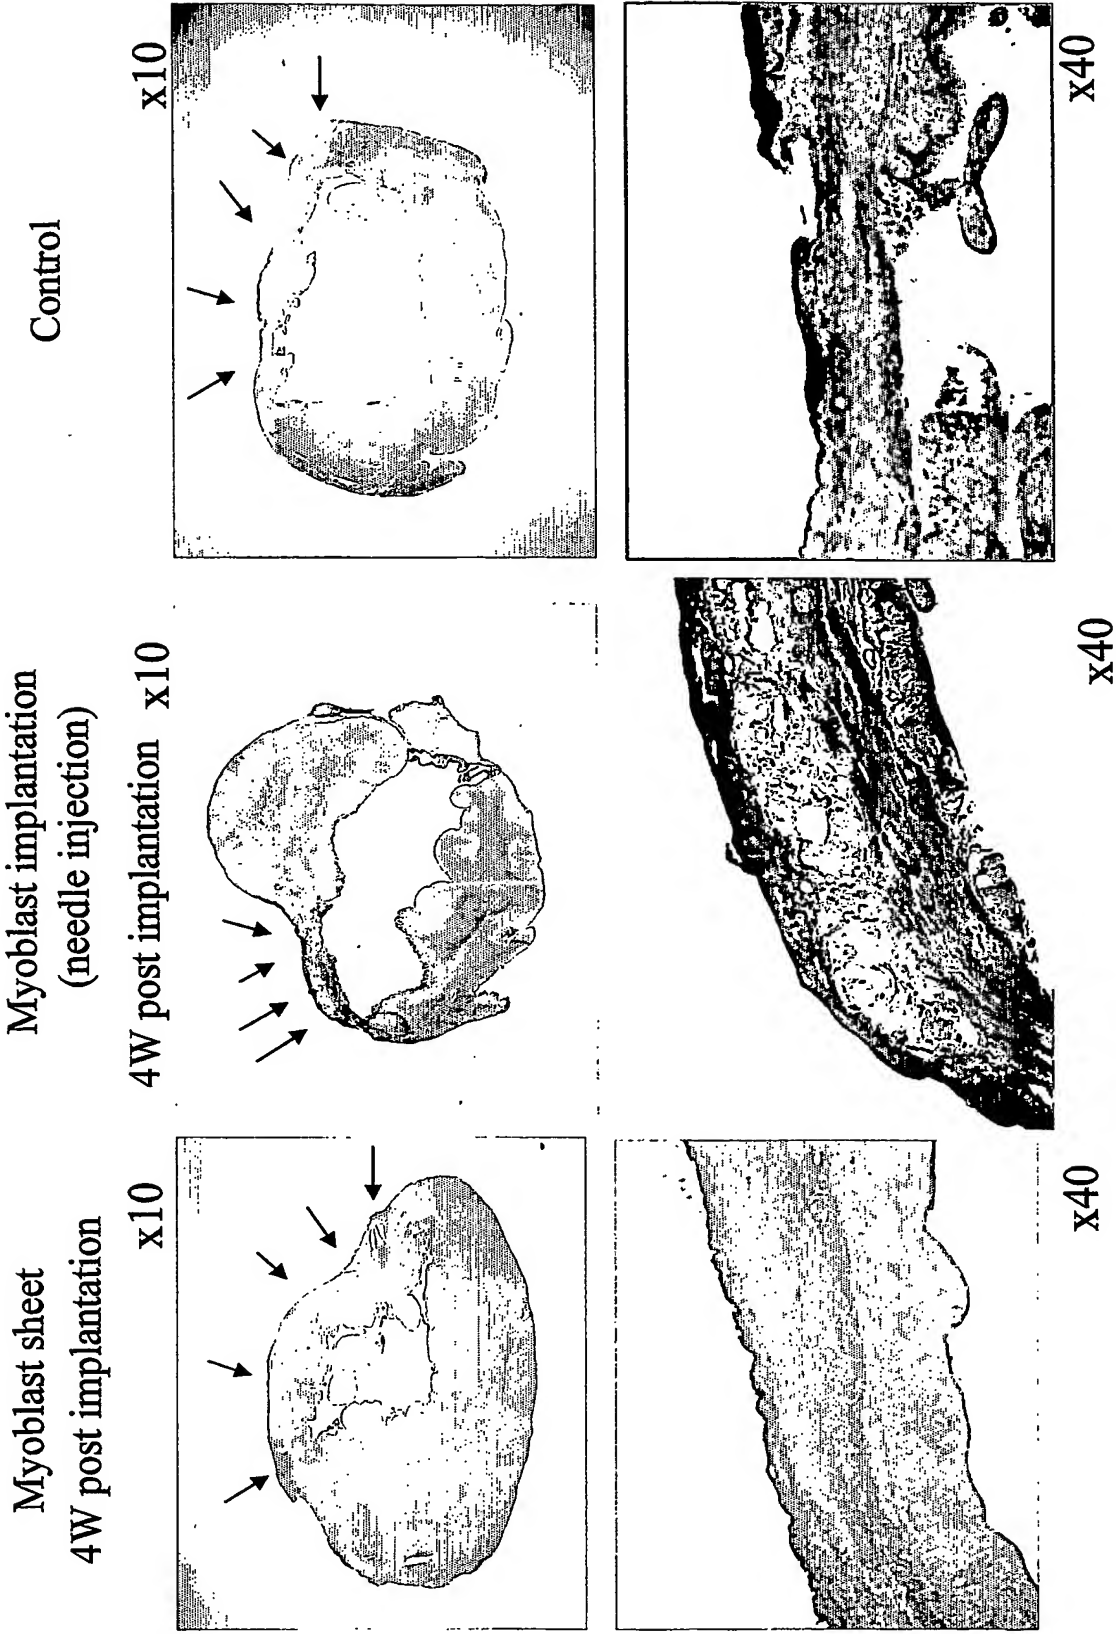 Myoblast sheet
4W post implantation
x10
x40
Myoblast implantation
(needle injection)
4W post implantation x10
x40
Control
x10
x40